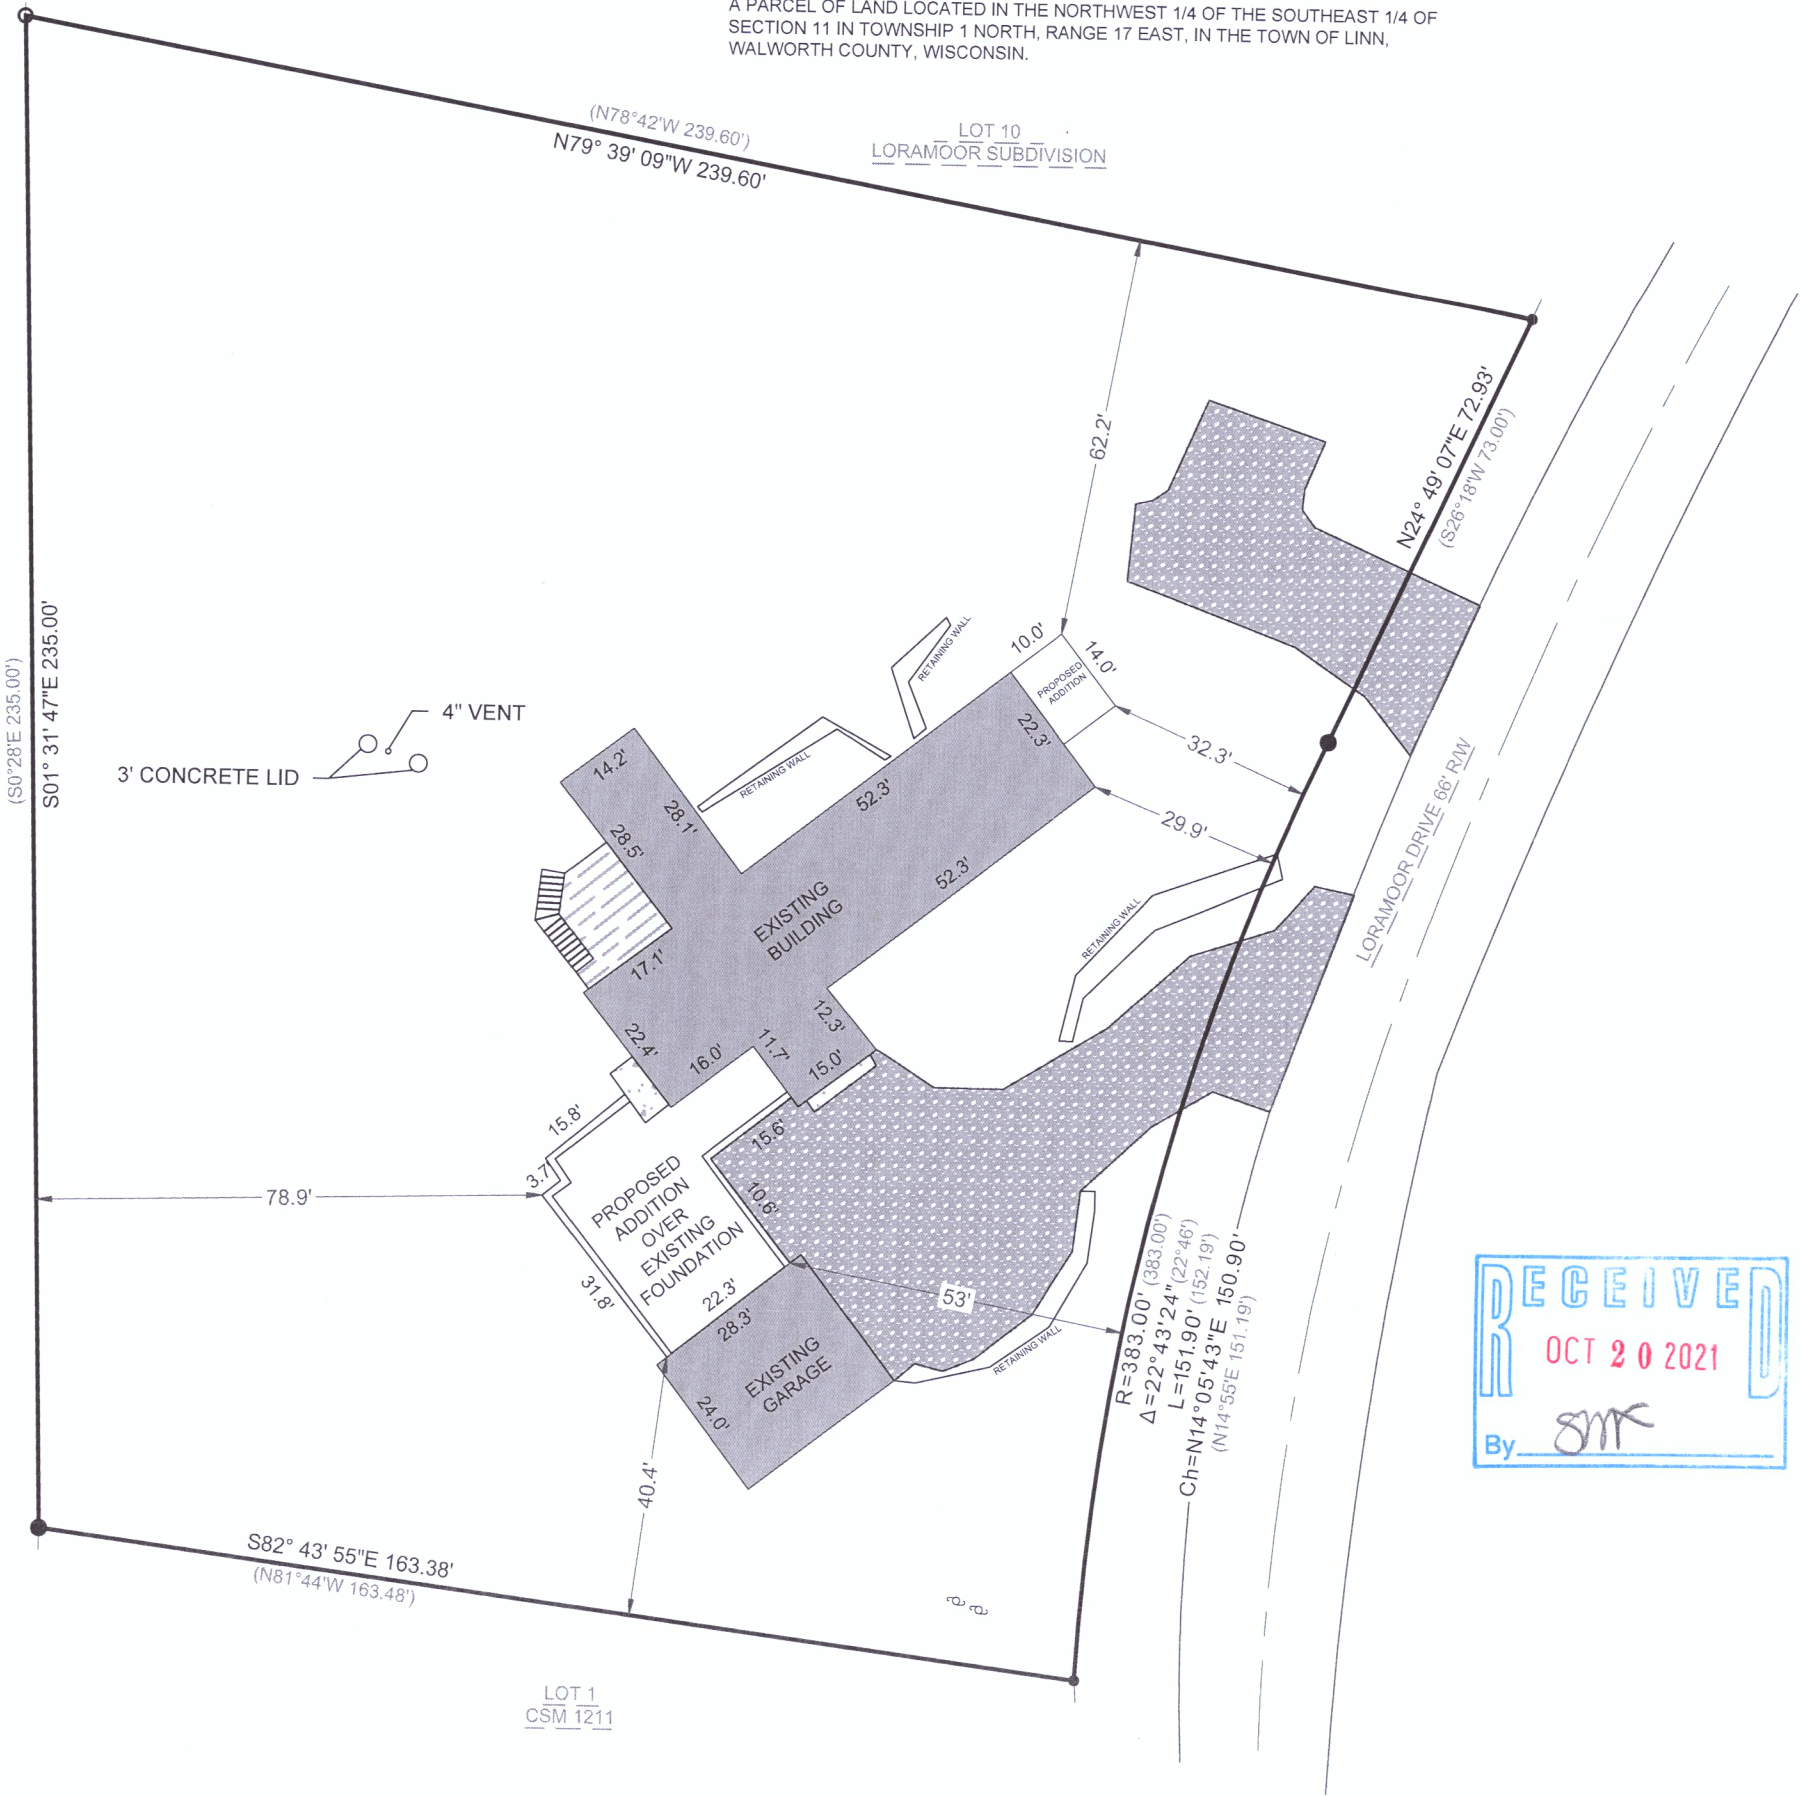 A PARCEL OF LAND LOCATED IN THE NORTHWEST 1/4 OF THE SOUTHEAST 1/4 OF
SECTION 11 IN TOWNSHIP 1 NORTH, RANGE 17 EAST, IN THE TOWN OF LINN,
WALWORTH COUNTY, WISCONSIN.
(N78°42'W 239.60')
N79° 39' 09"W 239.60'
LOT 10
LORAMOOR SUBDIVISION
62.2'
N24° 49' 07"E 72.93'
(S26°18'W 73.00')
(S0°28'E 235.00')
S01° 31' 47"E 235.00'
4" VENT
3' CONCRETE LID
RETAINING WALL
10.0'
14.0'
PROPOSED
ADDITION
22.3'
32.3'
29.9'
14.2'
28.1'
28.5'
RETAINING WALL
52.3'
52.3'
EXISTING
BUILDING
17.1'
22.4'
16.0'
11.7'
12.3'
15.0'
RETAINING WALL
LORAMOOR DRIVE 66' R/W
15.8'
3.7'
15.6'
10.6'
PROPOSED
ADDITION
OVER
EXISTING
FOUNDATION
78.9'
31.8'
22.3'
28.3'
EXISTING
GARAGE
24.0'
53'
RETAINING WALL
40.4'
R=383.00' (383.00')
Δ=22°43'24" (22°46')
L=151.90' (152.19')
Ch=N14°05'43"E 150.90'
(N14°55'E 151.19')
S82° 43' 55"E 163.38'
(N81°44'W 163.48')
LOT 1
CSM 1211
RECEIVED
OCT 20 2021
By SMK